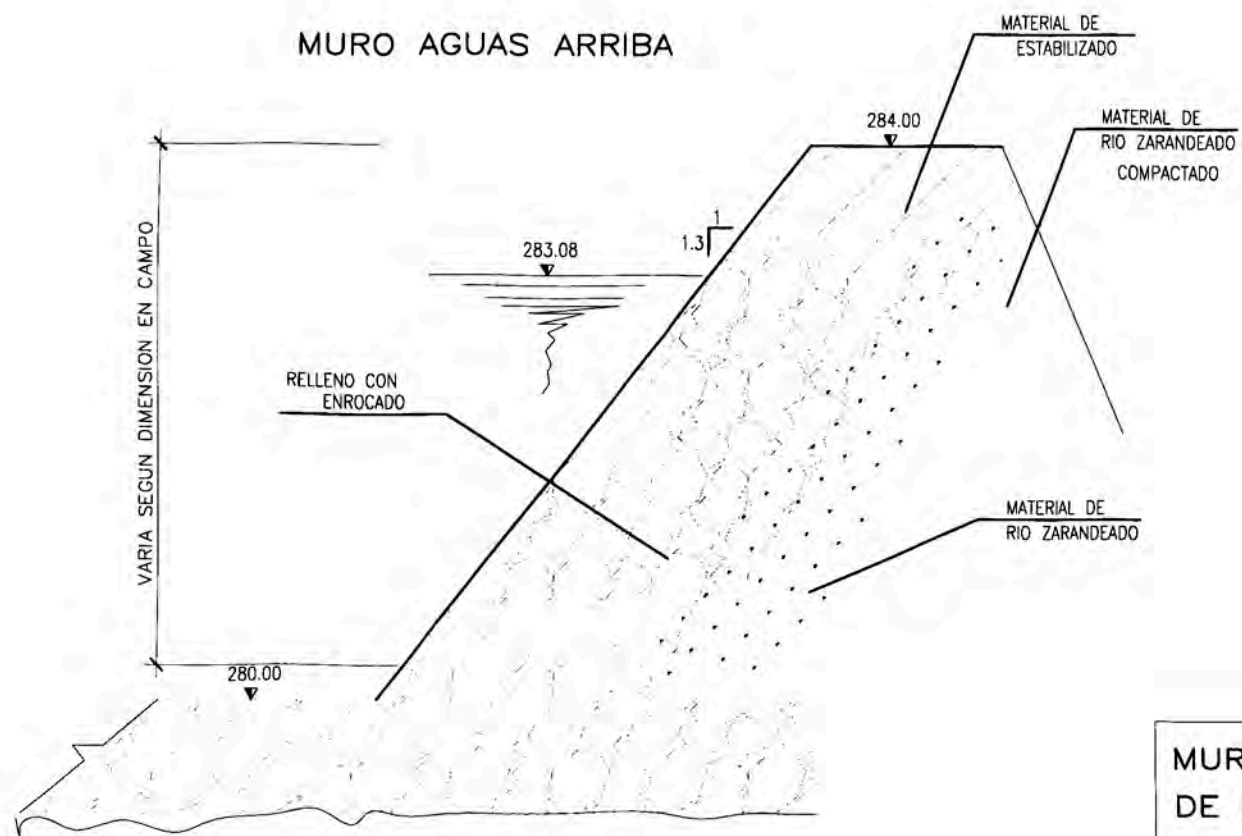 MURO AGUAS ARRIBA
MATERIAL DE
ESTABILIZADO
284.00
MATERIAL DE
RIO ZARANDEADO
COMPACTADO
1
1.3
283.08
VARIA SEGUN DIMENSION EN CAMPO
RELLENO CON
ENROCADO
MATERIAL DE
RIO ZARANDEADO
280.00
MUR
DE